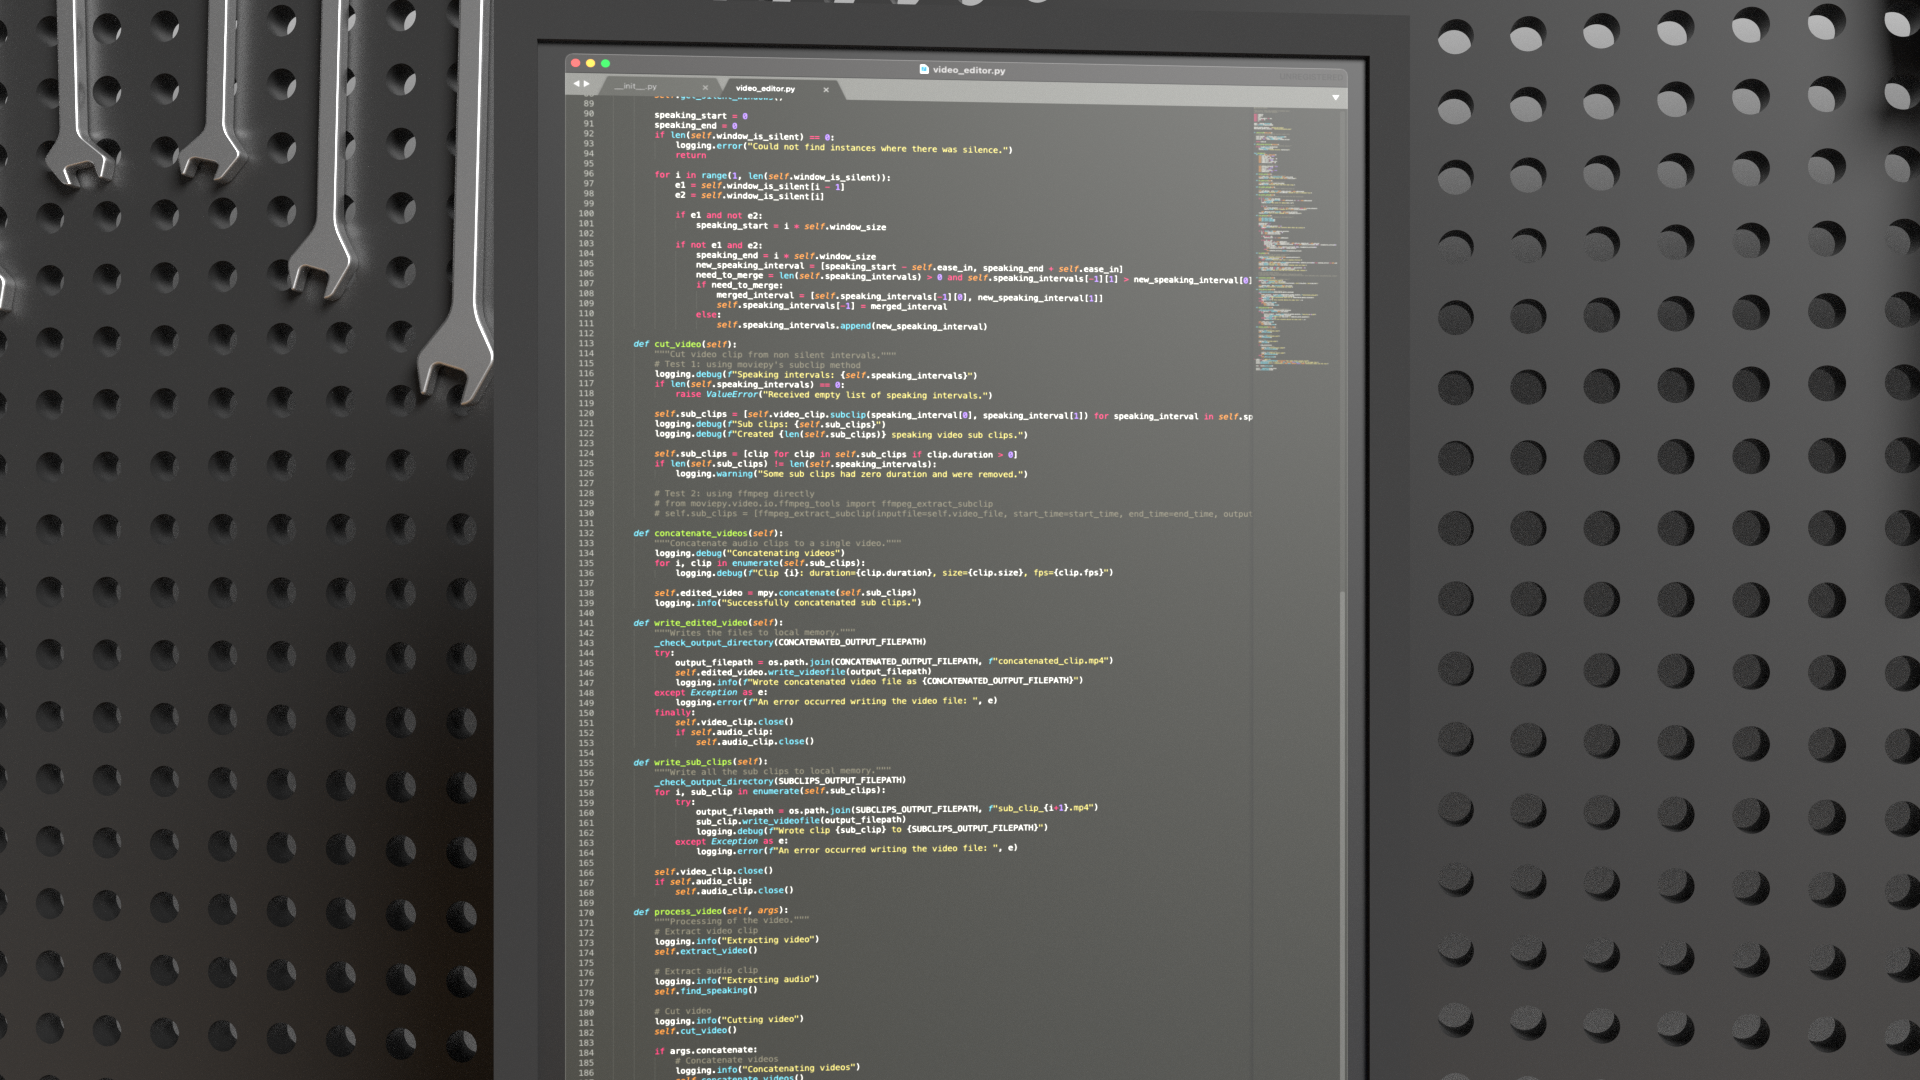 video_editor.py
__init__.py × video_editor.py ×
89
90 speaking_start = 0
91 speaking_end = 0
92 if len(self.window_is_silent) == 0:
93 logging.error("Could not find instances where there was silence.")
94 return
95
96 for i in range(1, len(self.window_is_silent)):
97 e1 = self.window_is_silent[i - 1]
98 e2 = self.window_is_silent[i]
99
100 if e1 and not e2:
101 speaking_start = i * self.window_size
102
103 if not e1 and e2:
104 speaking_end = i * self.window_size
105 new_speaking_interval = [speaking_start - self.ease_in, speaking_end + self.ease_in]
106 need_to_merge = len(self.speaking_intervals) > 0 and self.speaking_intervals[-1][1] > new_speaking_interval[0]
107 if need_to_merge:
108 merged_interval = [self.speaking_intervals[-1][0], new_speaking_interval[1]]
109 self.speaking_intervals[-1] = merged_interval
110 else:
111 self.speaking_intervals.append(new_speaking_interval)
112
113 def cut_video(self):
114 """Cut video clip from non silent intervals."""
115 # Test 1: using moviepy's subclip method
116 logging.debug(f"Speaking intervals: {self.speaking_intervals}")
117 if len(self.speaking_intervals) == 0:
118 raise ValueError("Received empty list of speaking intervals.")
119
120 self.sub_clips = [self.video_clip.subclip(speaking_interval[0], speaking_interval[1]) for speaking_interval in self.sp
121 logging.debug(f"Sub clips: {self.sub_clips}")
122 logging.debug(f"Created {len(self.sub_clips)} speaking video sub clips.")
123
124 self.sub_clips = [clip for clip in self.sub_clips if clip.duration > 0]
125 if len(self.sub_clips) != len(self.speaking_intervals):
126 logging.warning("Some sub clips had zero duration and were removed.")
127
128 # Test 2: using ffmpeg directly
129 # from moviepy.video.io.ffmpeg_tools import ffmpeg_extract_subclip
130 # self.sub_clips = [ffmpeg_extract_subclip(inputfile=self.video_file, start_time=start_time, end_time=end_time, output
131
132 def concatenate_videos(self):
133 """Concatenate audio clips to a single video."""
134 logging.debug("Concatenating videos")
135 for i, clip in enumerate(self.sub_clips):
136 logging.debug(f"Clip {i}: duration={clip.duration}, size={clip.size}, fps={clip.fps}")
137
138 self.edited_video = mpy.concatenate(self.sub_clips)
139 logging.info("Successfully concatenated sub clips.")
140
141 def write_edited_video(self):
142 """Writes the files to local memory."""
143 _check_output_directory(CONCATENATED_OUTPUT_FILEPATH)
144 try:
145 output_filepath = os.path.join(CONCATENATED_OUTPUT_FILEPATH, f"concatenated_clip.mp4")
146 self.edited_video.write_videofile(output_filepath)
147 logging.info(f"Wrote concatenated video file as {CONCATENATED_OUTPUT_FILEPATH}")
148 except Exception as e:
149 logging.error(f"An error occurred writing the video file: ", e)
150 finally:
151 self.video_clip.close()
152 if self.audio_clip:
153 self.audio_clip.close()
154
155 def write_sub_clips(self):
156 """Write all the sub clips to local memory."""
157 _check_output_directory(SUBCLIPS_OUTPUT_FILEPATH)
158 for i, sub_clip in enumerate(self.sub_clips):
159 try:
160 output_filepath = os.path.join(SUBCLIPS_OUTPUT_FILEPATH, f"sub_clip_{i+1}.mp4")
161 sub_clip.write_videofile(output_filepath)
162 logging.debug(f"Wrote clip {sub_clip} to {SUBCLIPS_OUTPUT_FILEPATH}")
163 except Exception as e:
164 logging.error(f"An error occurred writing the video file: ", e)
165
166 self.video_clip.close()
167 if self.audio_clip:
168 self.audio_clip.close()
169
170 def process_video(self, args):
171 """Processing of the video."""
172 # Extract video clip
173 logging.info("Extracting video")
174 self.extract_video()
175
176 # Extract audio clip
177 logging.info("Extracting audio")
178 self.find_speaking()
179
180 # Cut video
181 logging.info("Cutting video")
182 self.cut_video()
183
184 if args.concatenate:
185 # Concatenate videos
186 logging.info("Concatenating videos")
self.concatenate_videos()